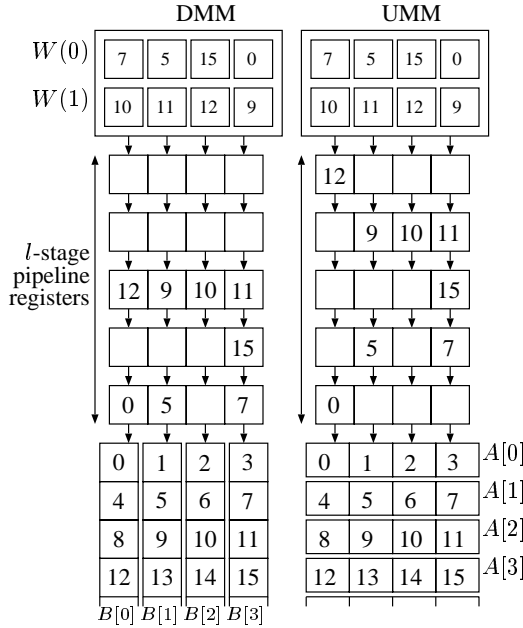 DMM UMM
W(0) 7 5 15 0 7 5 15 0
W(1) 10 11 12 9 10 11 12 9
12
9 10 11
l-stage
pipeline
registers
12 9 10 11 15
15 5 7
0 5 7 0
0 1 2 3 0 1 2 3 A[0]
4 5 6 7 4 5 6 7 A[1]
8 9 10 11 8 9 10 11 A[2]
12 13 14 15 12 13 14 15 A[3]
B[0] B[1] B[2] B[3]